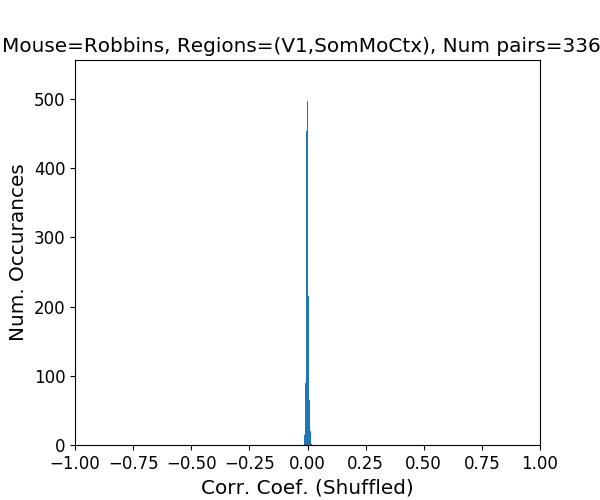 Mouse=Robbins, Regions=(V1,SomMoCtx), Num pairs=336
Num. Occurances
500
400
300
200
100
0
−1.00 −0.75 −0.50 −0.25 0.00 0.25 0.50 0.75 1.00
Corr. Coef. (Shuffled)